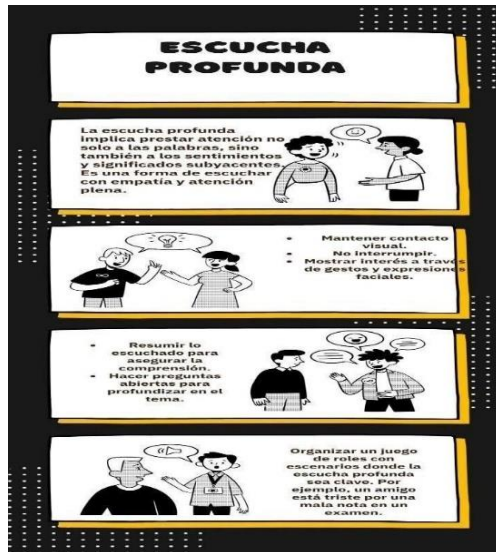 ESCUCHA
PROFUNDA
La escucha profunda
implica prestar atención no
solo a las palabras, sino
también a los sentimientos
y significados subyacentes.
Es una forma de escuchar
con empatía y atención
plena.
• Mantener contacto
visual.
• No interrumpir.
• Mostrar interés a través
de gestos y expresiones
faciales.
• Resumir lo
escuchado para
asegurar la
comprensión.
• Hacer preguntas
abiertas para
profundizar en el
tema.
Organizar un juego
de roles con
escenarios donde la
escucha profunda
sea clave. Por
ejemplo, un amigo
está triste por una
mala nota en un
examen.